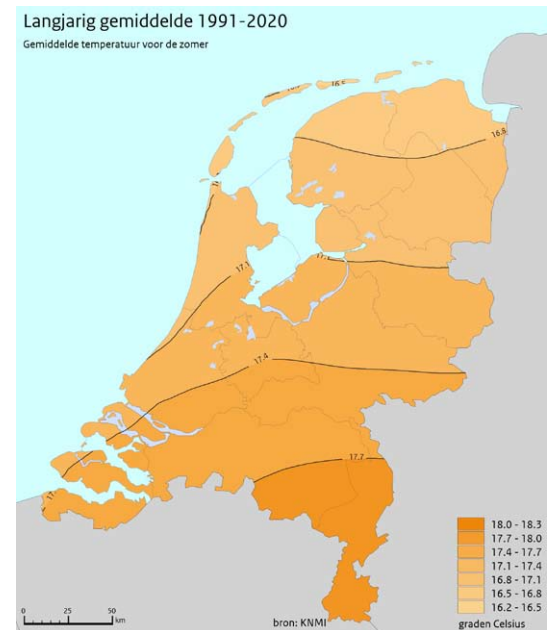 Langjarig gemiddelde 1991-2020
Gemiddelde temperatuur voor de zomer
16.8
17.1
17.4
17.7
18.0 - 18.3
17.7 - 18.0
17.4 - 17.7
17.1 - 17.4
16.8 - 17.1
16.5 - 16.8
16.2 - 16.5
graden Celsius
0 25 50
km
bron: KNMI